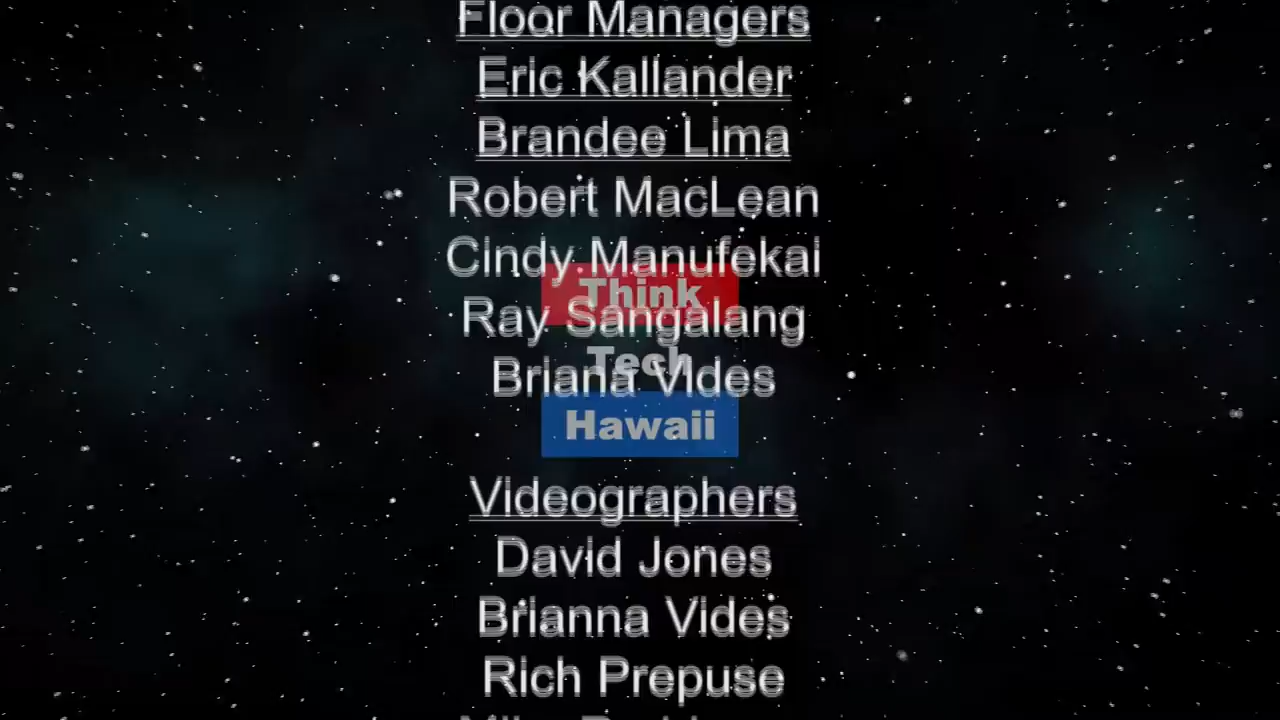 Floor Managers
Eric Kallander
Brandee Lima
Robert MacLean
Cindy Manufekai
Think
Ray Sangalang
Tech
Briana Vides
Hawaii
Videographers
David Jones
Brianna Vides
Rich Prepuse